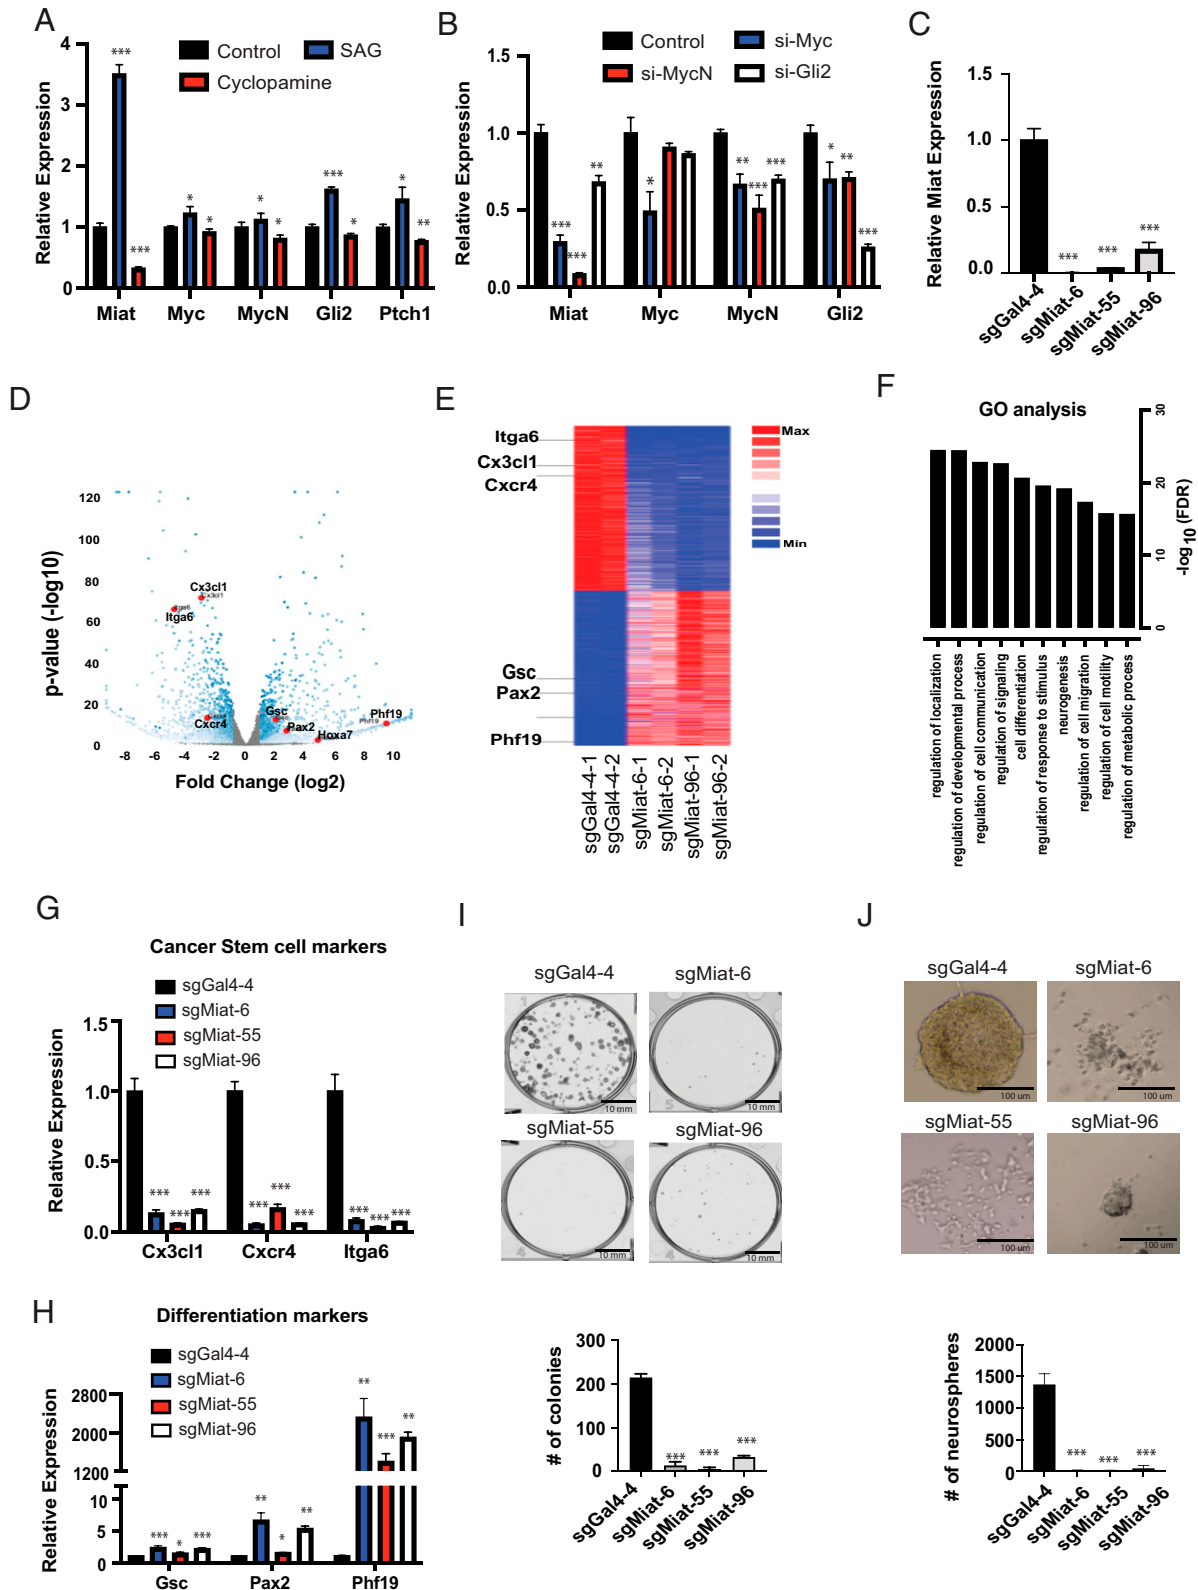 A
Control
SAG
Cyclopamine
Relative Expression
4
3
2
1
0
***
***
*
*
*
*
***
*
*
**
Miat
Myc
MycN
Gli2
Ptch1
B
Control
si-Myc
si-MycN
si-Gli2
Relative Expression
1.5
1.0
0.5
0.0
***
***
**
*
**
***
***
*
**
***
Miat
Myc
MycN
Gli2
C
Relative Miat Expression
1.5
1.0
0.5
0.0
***
***
***
sgGal4-4
sgMiat-6
sgMiat-55
sgMiat-96
D
p-value (-log10)
120
100
80
60
40
20
0
Cx3cl1
Cx3cl1
Itga6
Itga6
Cxcr4
Gsc
Pax2
Hoxa7
Phf19
Phf19
-8
-6
-4
-2
0
2
4
6
8
10
Fold Change (log2)
E
Itga6
Cx3cl1
Cxcr4
Gsc
Pax2
Phf19
Max
Min
sgGal4-4-1
sgGal4-4-2
sgMiat-6-1
sgMiat-6-2
sgMiat-96-1
sgMiat-96-2
F
GO analysis
30
20
10
0
-log10 (FDR)
regulation of localization
regulation of developmental process
regulation of cell communication
regulation of signaling
cell differentiation
regulation of response to stimulus
neurogenesis
regulation of cell migration
regulation of cell motility
regulation of metabolic process
G
Cancer Stem cell markers
sgGal4-4
sgMiat-6
sgMiat-55
sgMiat-96
Relative Expression
1.5
1.0
0.5
0.0
***
***
***
***
***
***
***
***
***
Cx3cl1
Cxcr4
Itga6
H
Differentiation markers
sgGal4-4
sgMiat-6
sgMiat-55
sgMiat-96
Relative Expression
2800
2000
1200
10
5
0
***
*
***
**
*
**
**
***
**
Gsc
Pax2
Phf19
I
sgGal4-4
sgMiat-6
10 mm
10 mm
sgMiat-55
sgMiat-96
10 mm
10 mm
# of colonies
300
200
100
0
***
***
***
sgGal4-4
sgMiat-6
sgMiat-55
sgMiat-96
J
sgGal4-4
sgMiat-6
100 um
100 um
sgMiat-55
sgMiat-96
100 um
100 um
# of neurospheres
2000
1500
1000
500
0
***
***
***
sgGal4-4
sgMiat-6
sgMiat-55
sgMiat-96